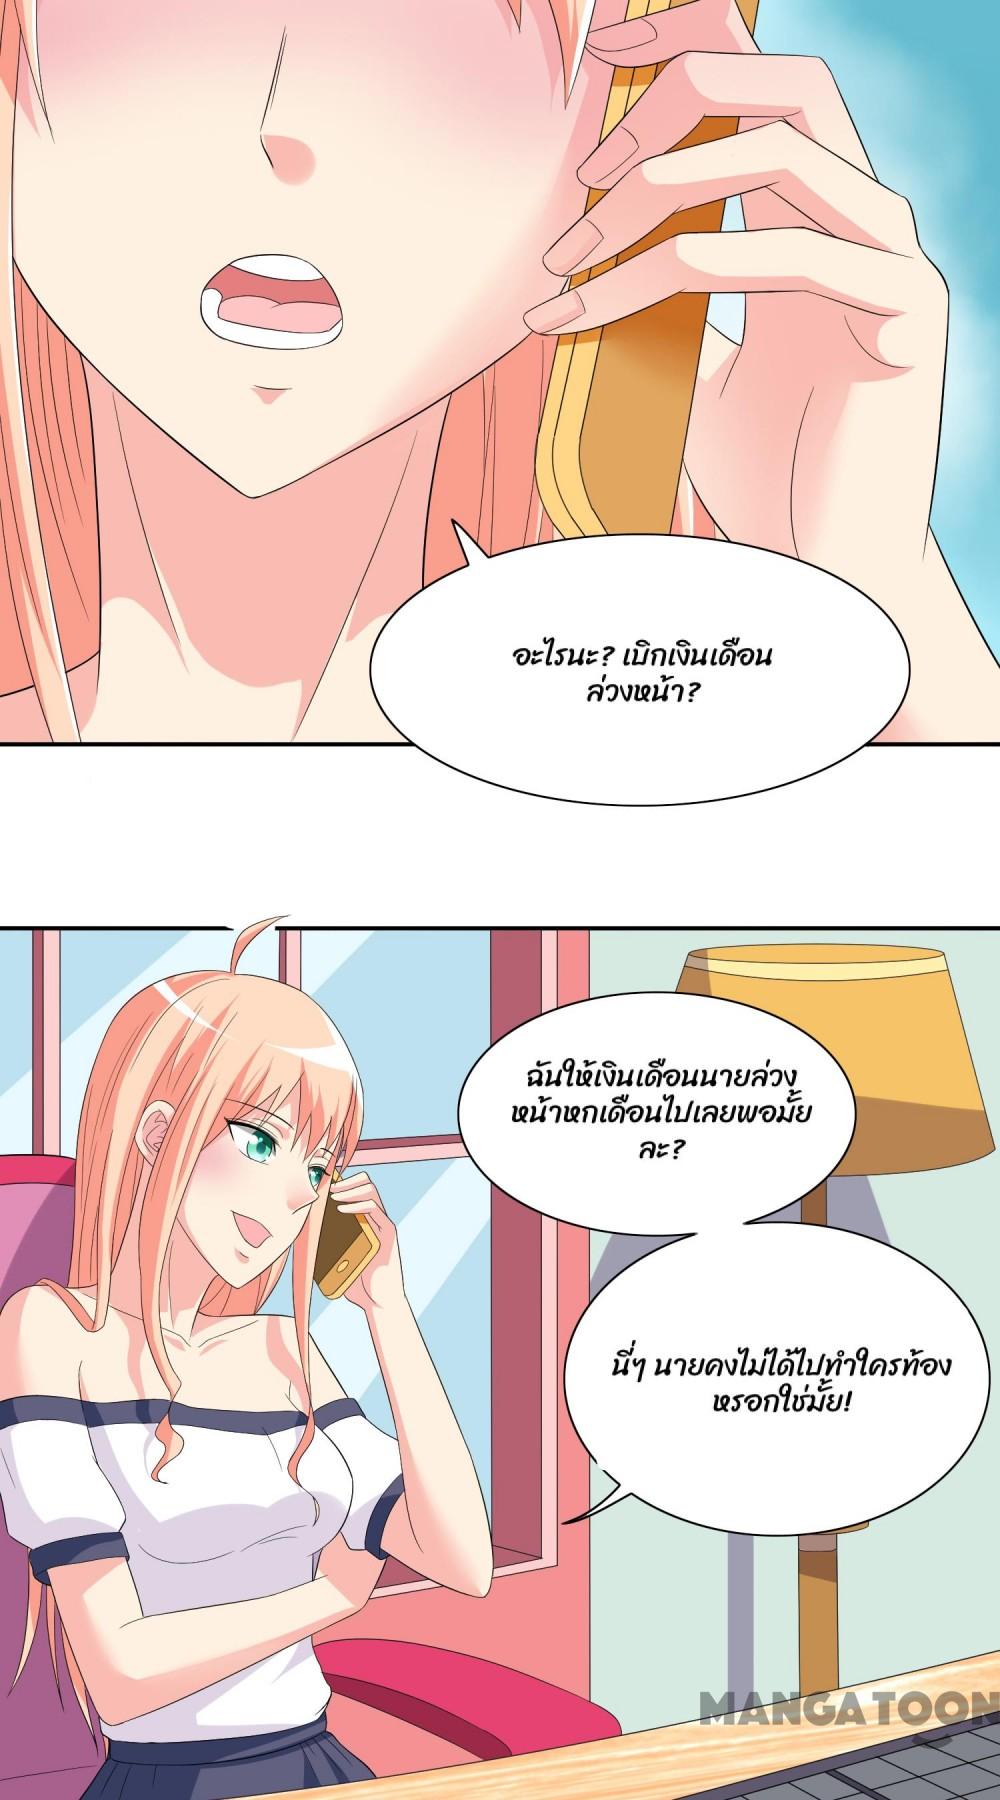 อะไรนะ? เบิกเงินเดือน
ล่วงหน้า?
ฉันให้เงินเดือนนายล่วง
หน้าหกเดือนไปเลยพอมั้ย
ละ?
นี่ๆ นายคงไม่ได้ไปทำใครท้อง
หรอกใช่มั้ย!
MANGATOON